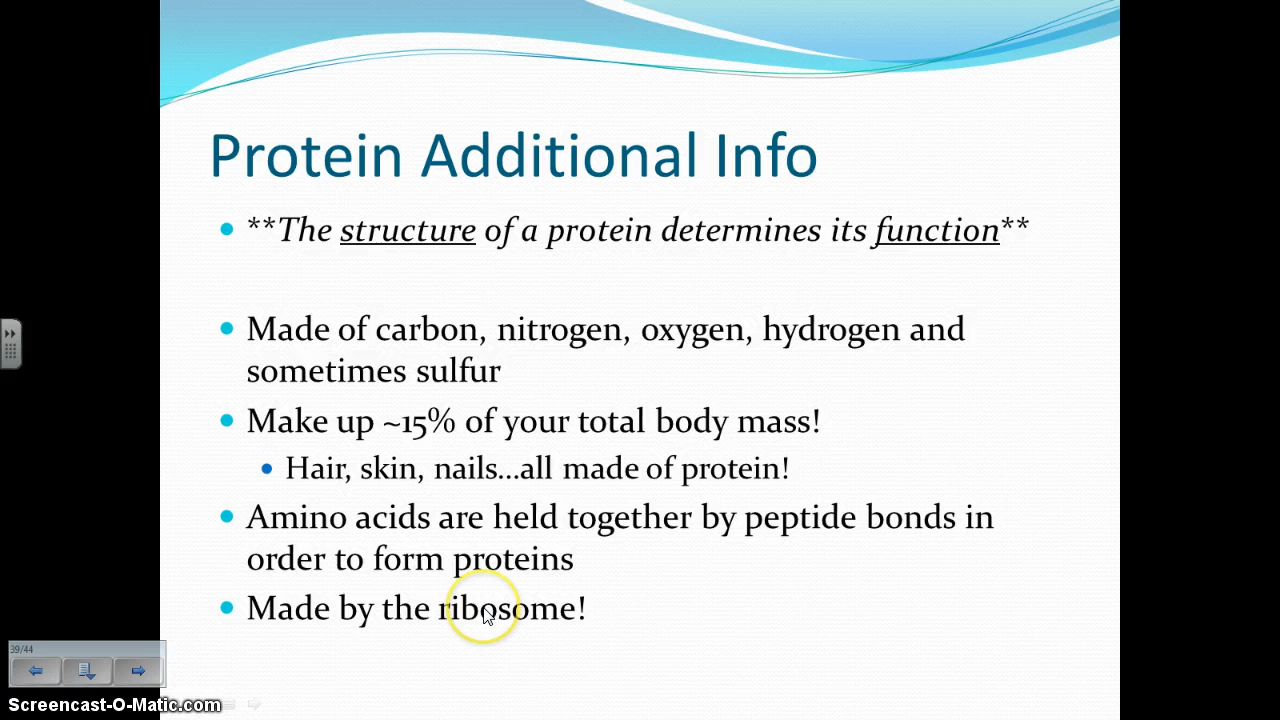 Protein Additional Info
**The structure of a protein determines its function**
Made of carbon, nitrogen, oxygen, hydrogen and
sometimes sulfur
Make up ~15% of your total body mass!
Hair, skin, nails...all made of protein!
Amino acids are held together by peptide bonds in
order to form proteins
Made by the ribosome!
39/44
Screencast-O-Matic.com